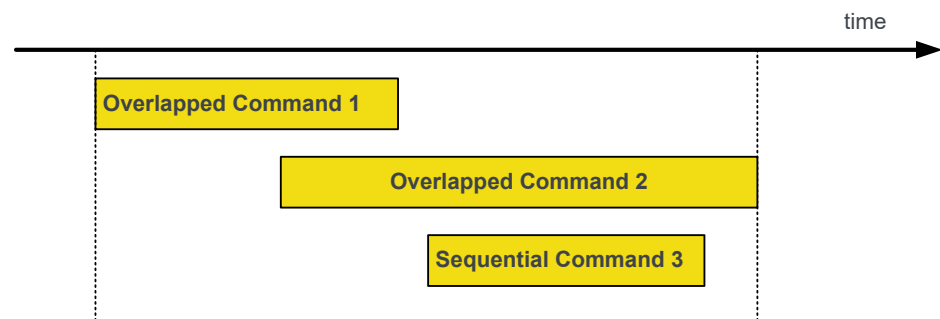 time
Overlapped Command 1
Overlapped Command 2
Sequential Command 3